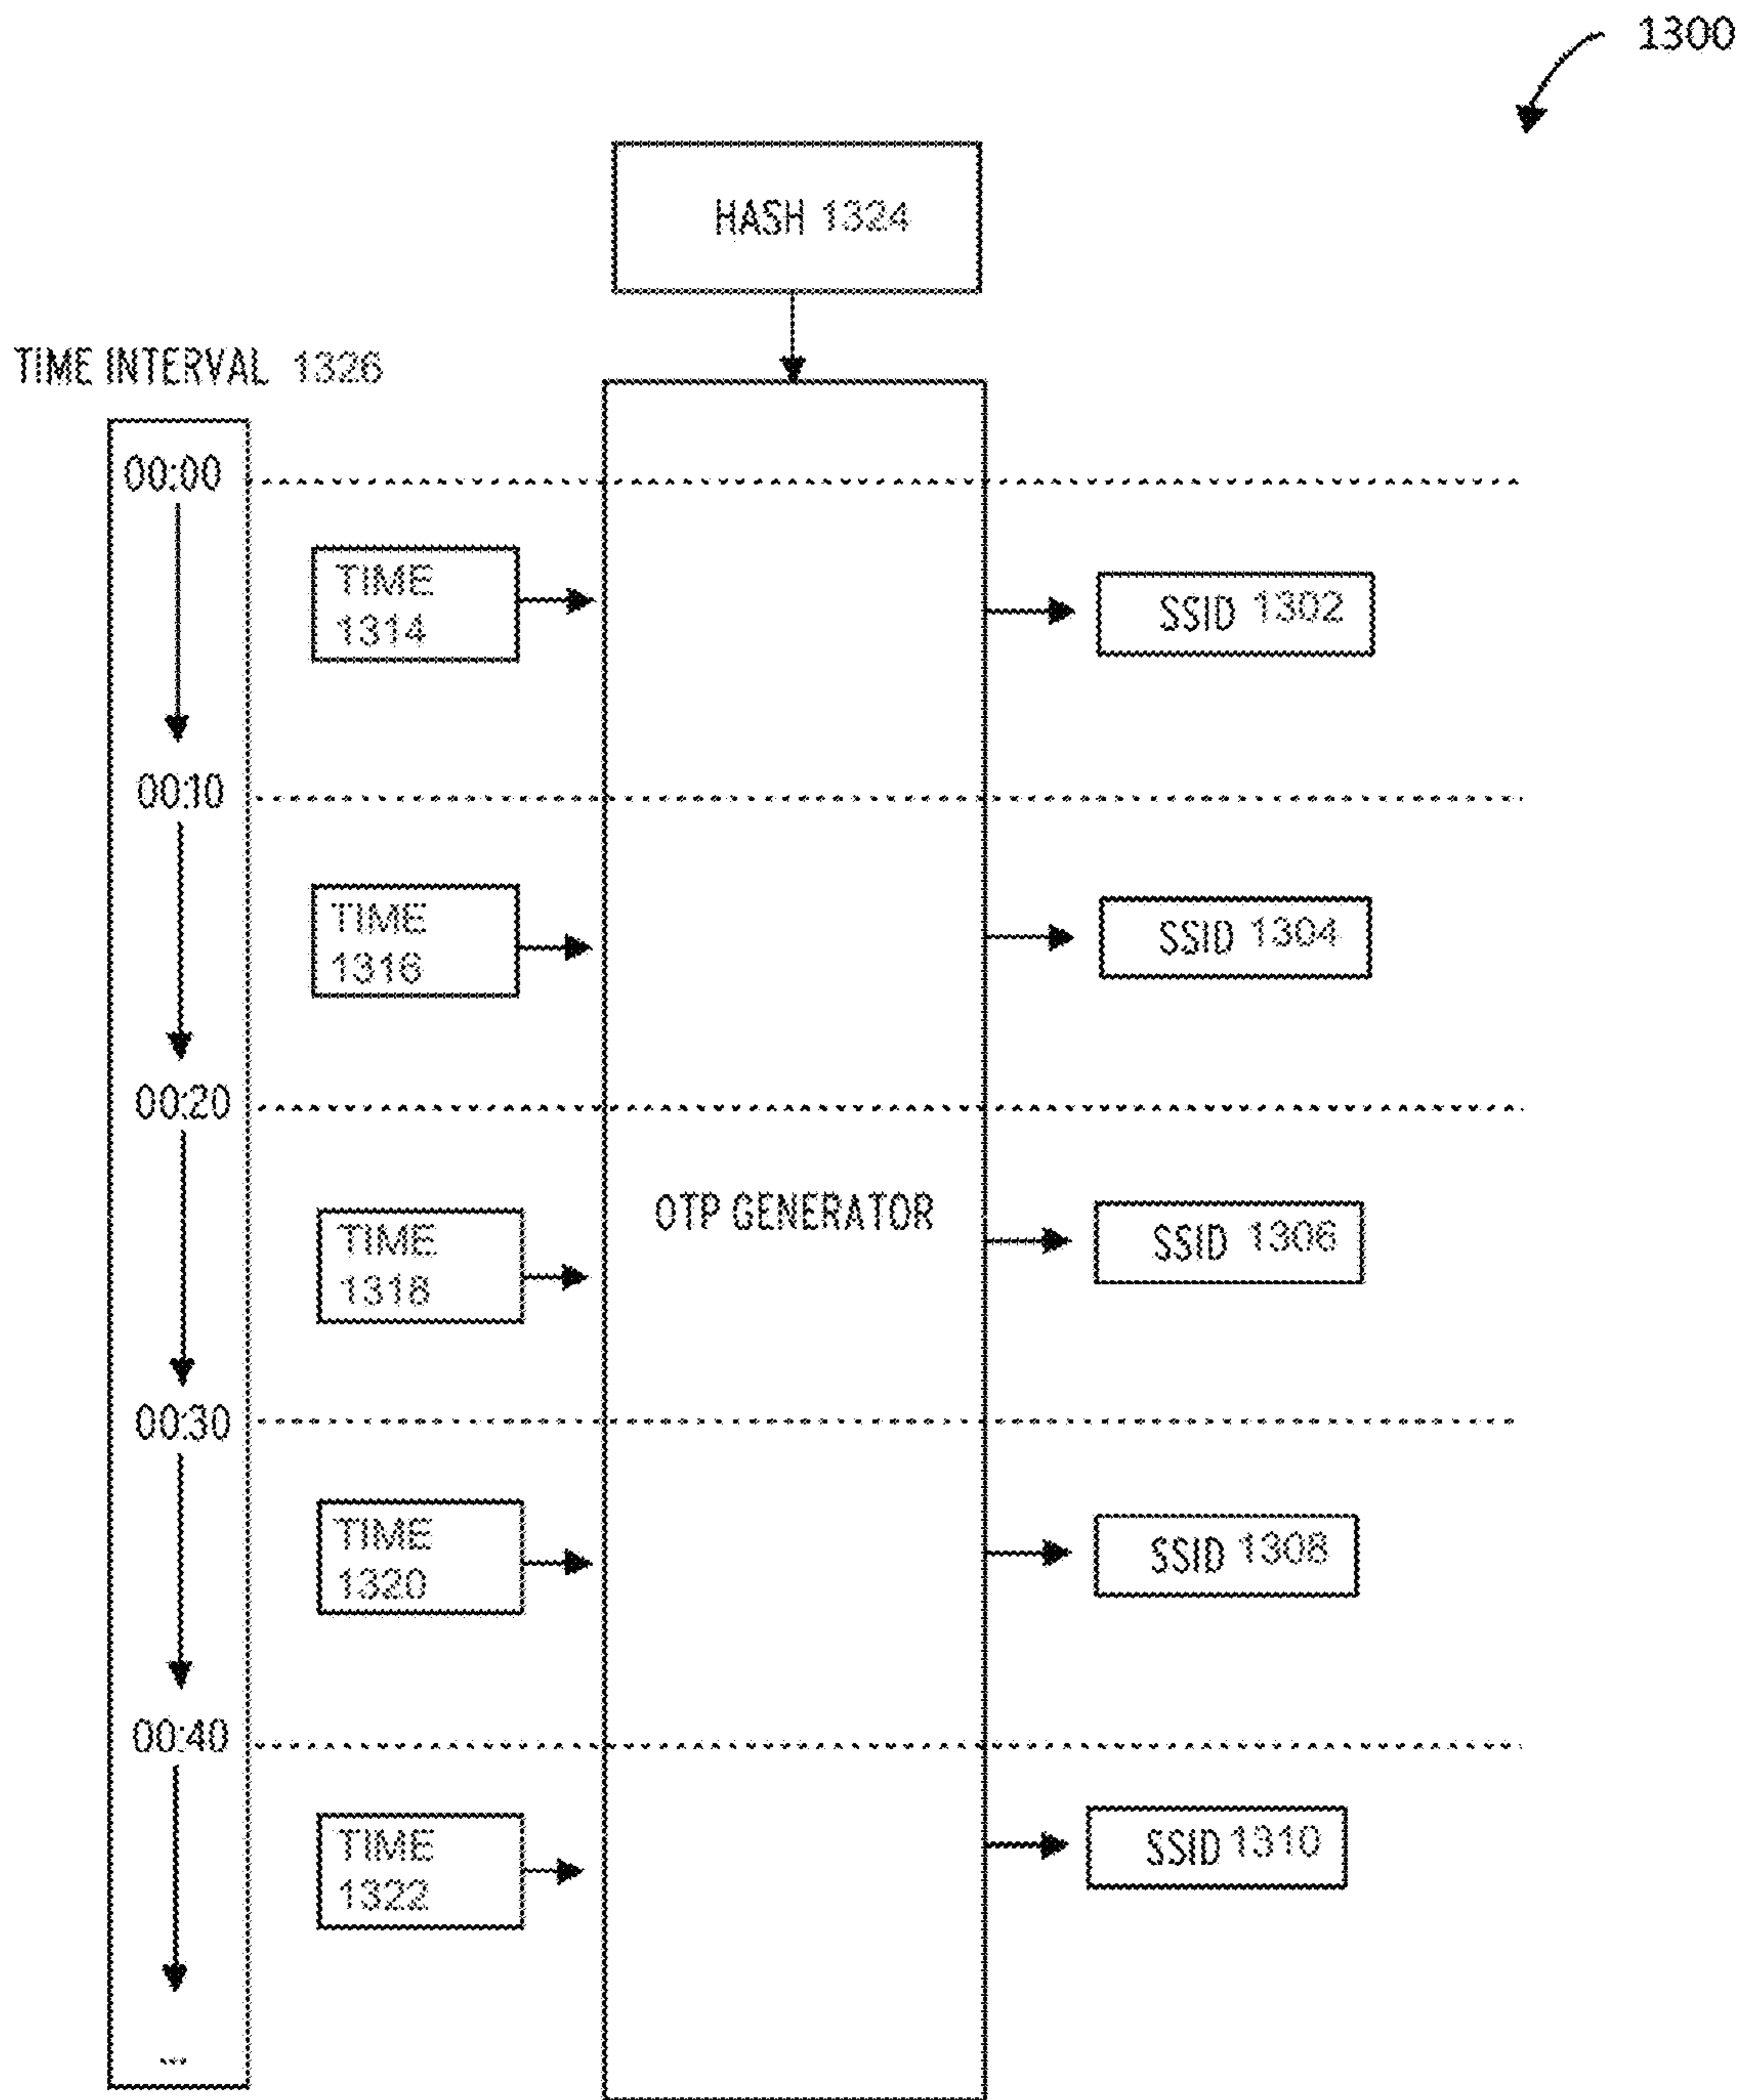 1300
HASH 1324
TIME INTERVAL 1326
00:00
TIME
1314
SSID 1302
00:10
TIME
1316
SSID 1304
00:20
OTP GENERATOR
TIME
1318
SSID 1306
00:30
TIME
1320
SSID 1308
00:40
TIME
1322
SSID 1310
...